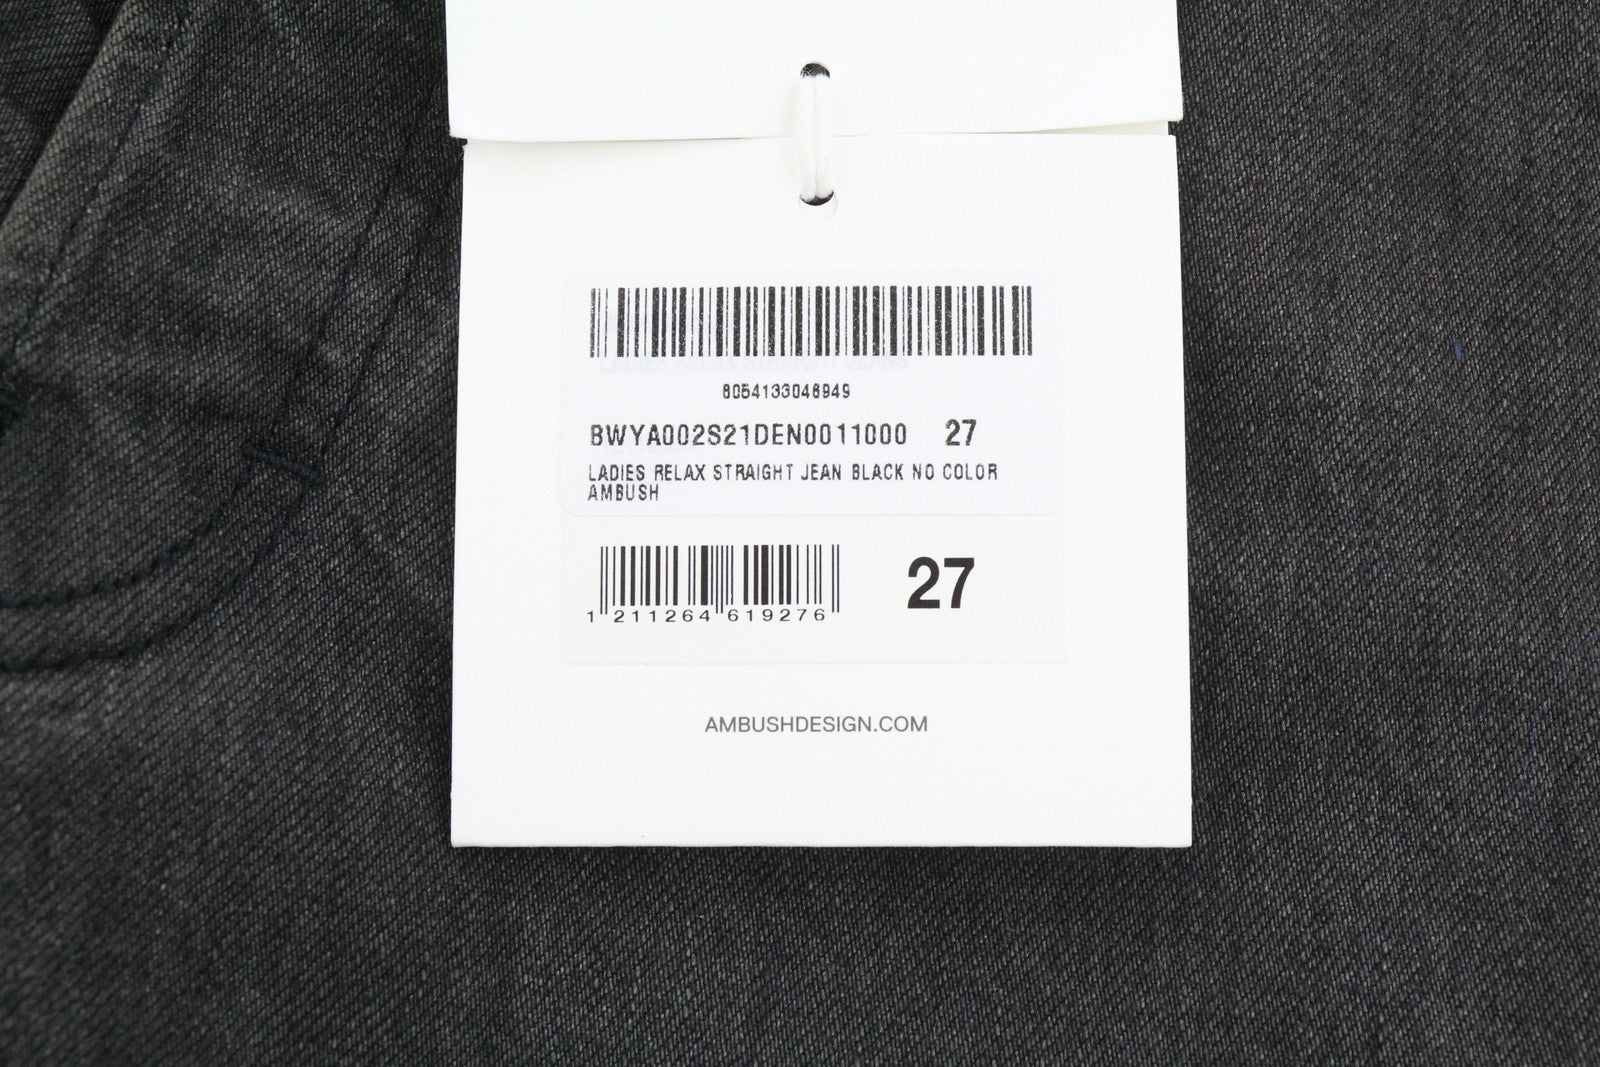 8054133046949
BWYA002S21DEN0011000 27
LADIES RELAX STRAIGHT JEAN BLACK NO COLOR
AMBUSH
1 211264 619276
27
AMBUSHDESIGN.COM